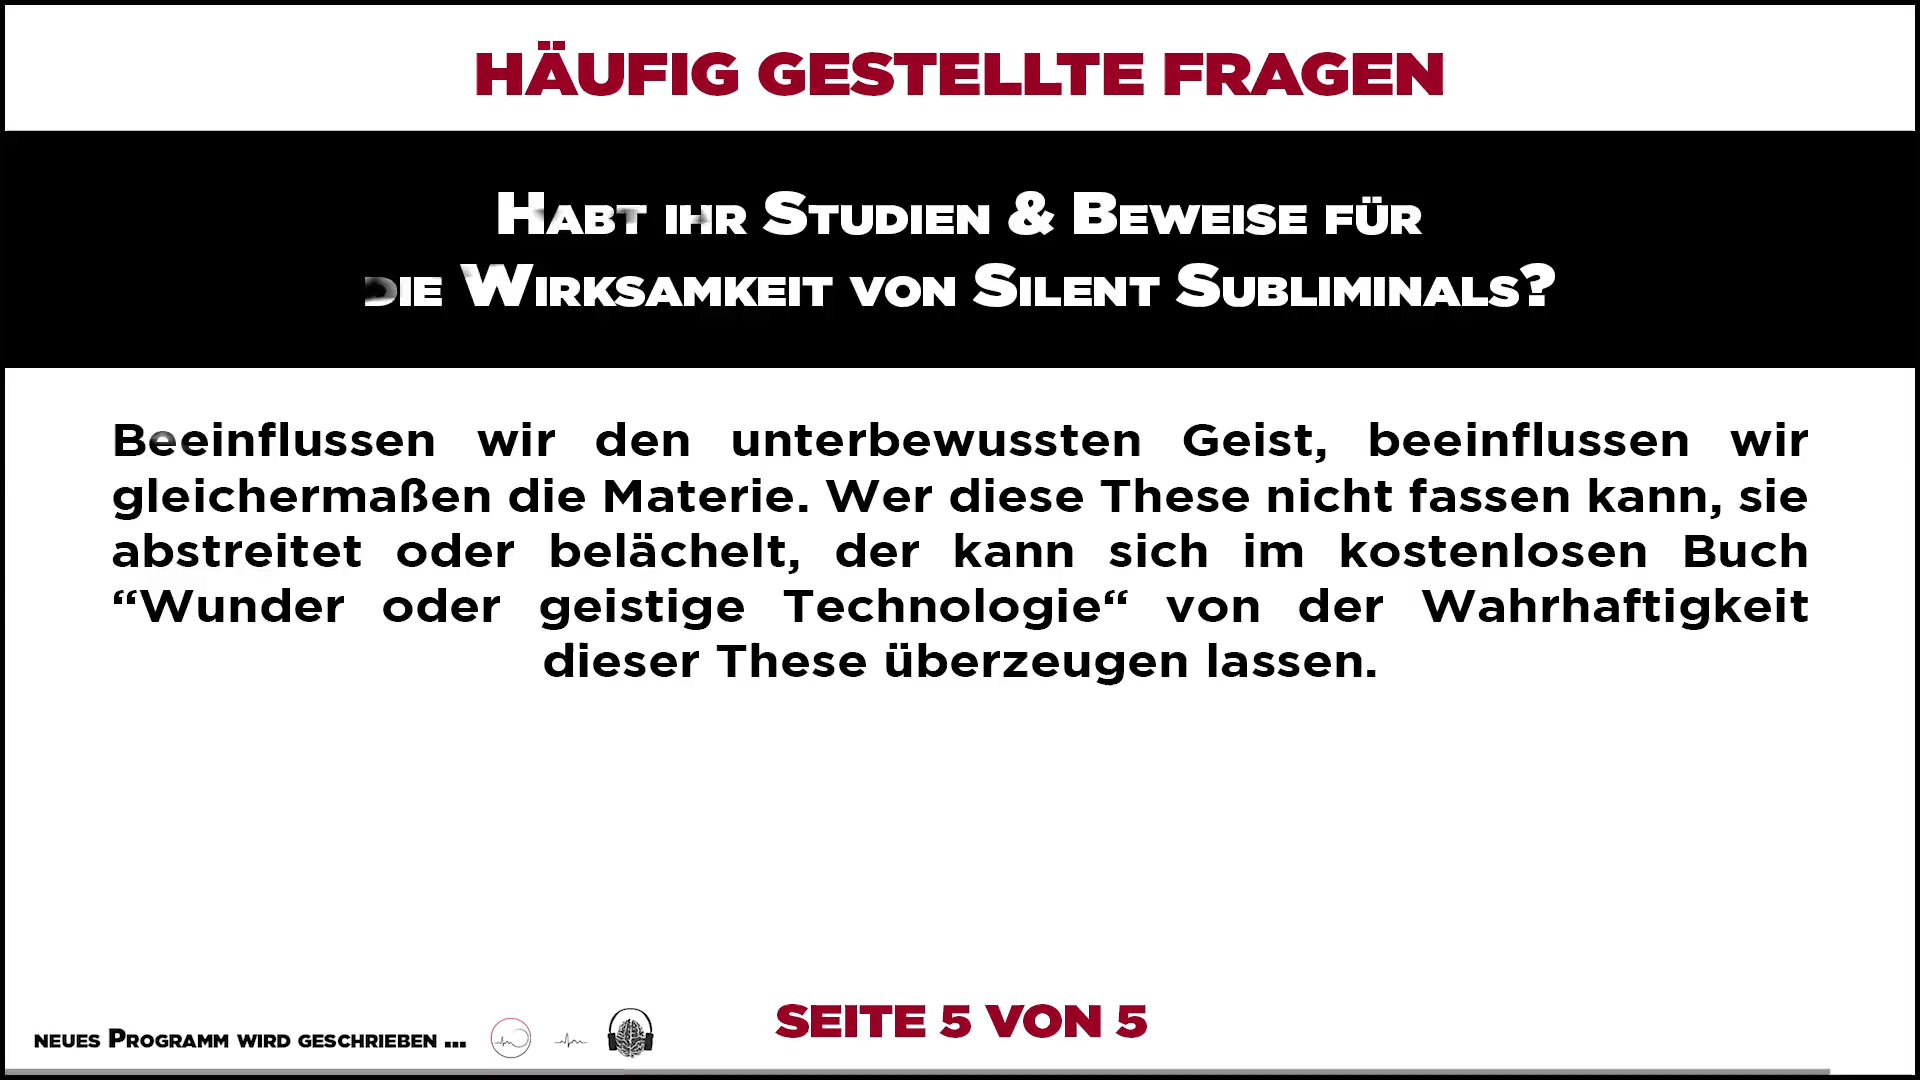 HÄUFIG GESTELLTE FRAGEN
HABT IHR STUDIEN & BEWEISE FÜR
DIE WIRKSAMKEIT VON SILENT SUBLIMINALS?
Beeinflussen wir den unterbewussten Geist, beeinflussen wir
gleichermaßen die Materie. Wer diese These nicht fassen kann, sie
abstreitet oder belächelt, der kann sich im kostenlosen Buch
“Wunder oder geistige Technologie“ von der Wahrhaftigkeit
dieser These überzeugen lassen.
NEUES PROGRAMM WIRD GESCHRIEBEN ...
SEITE 5 VON 5